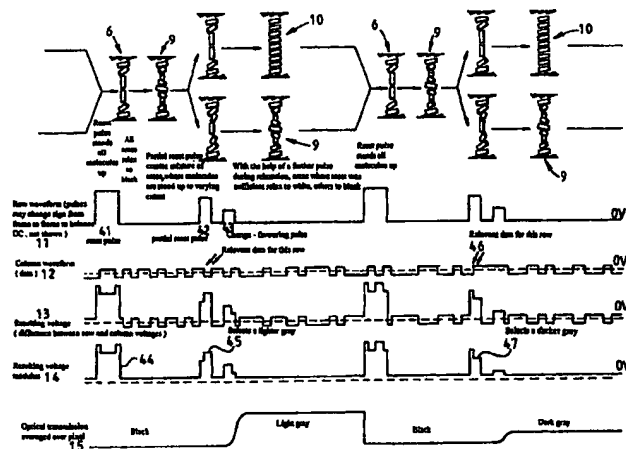 6
9
10
6
9
10
9
9
Reset
pulse
stands
all
molecules
up
All
areas
relax
to black
Partial reset pulse
creates mixture of
areas, where molecules
are stood up to varying
extent
With the help of a further pulse
during relaxation, areas where reset was
sufficient relax to white, others to black
Reset pulse
stands all
molecules up
Row waveform (pulses
may change sign from
frame to frame to balance
DC, not shown)
11
41
reset pulse
42
partial reset pulse
43
change - favouring pulse
Relevant data for this row
0V
Relevant data for this row
46
Column waveform
(data) 12
0V
13
Resulting voltage
(difference between row and column voltages)
Selects a lighter gray
Selects a darker gray
0V
Resulting voltage
modulus 14
44
45
47
0V
Optical transmission
averaged over pixel
15
Black
Light gray
Black
Dark gray